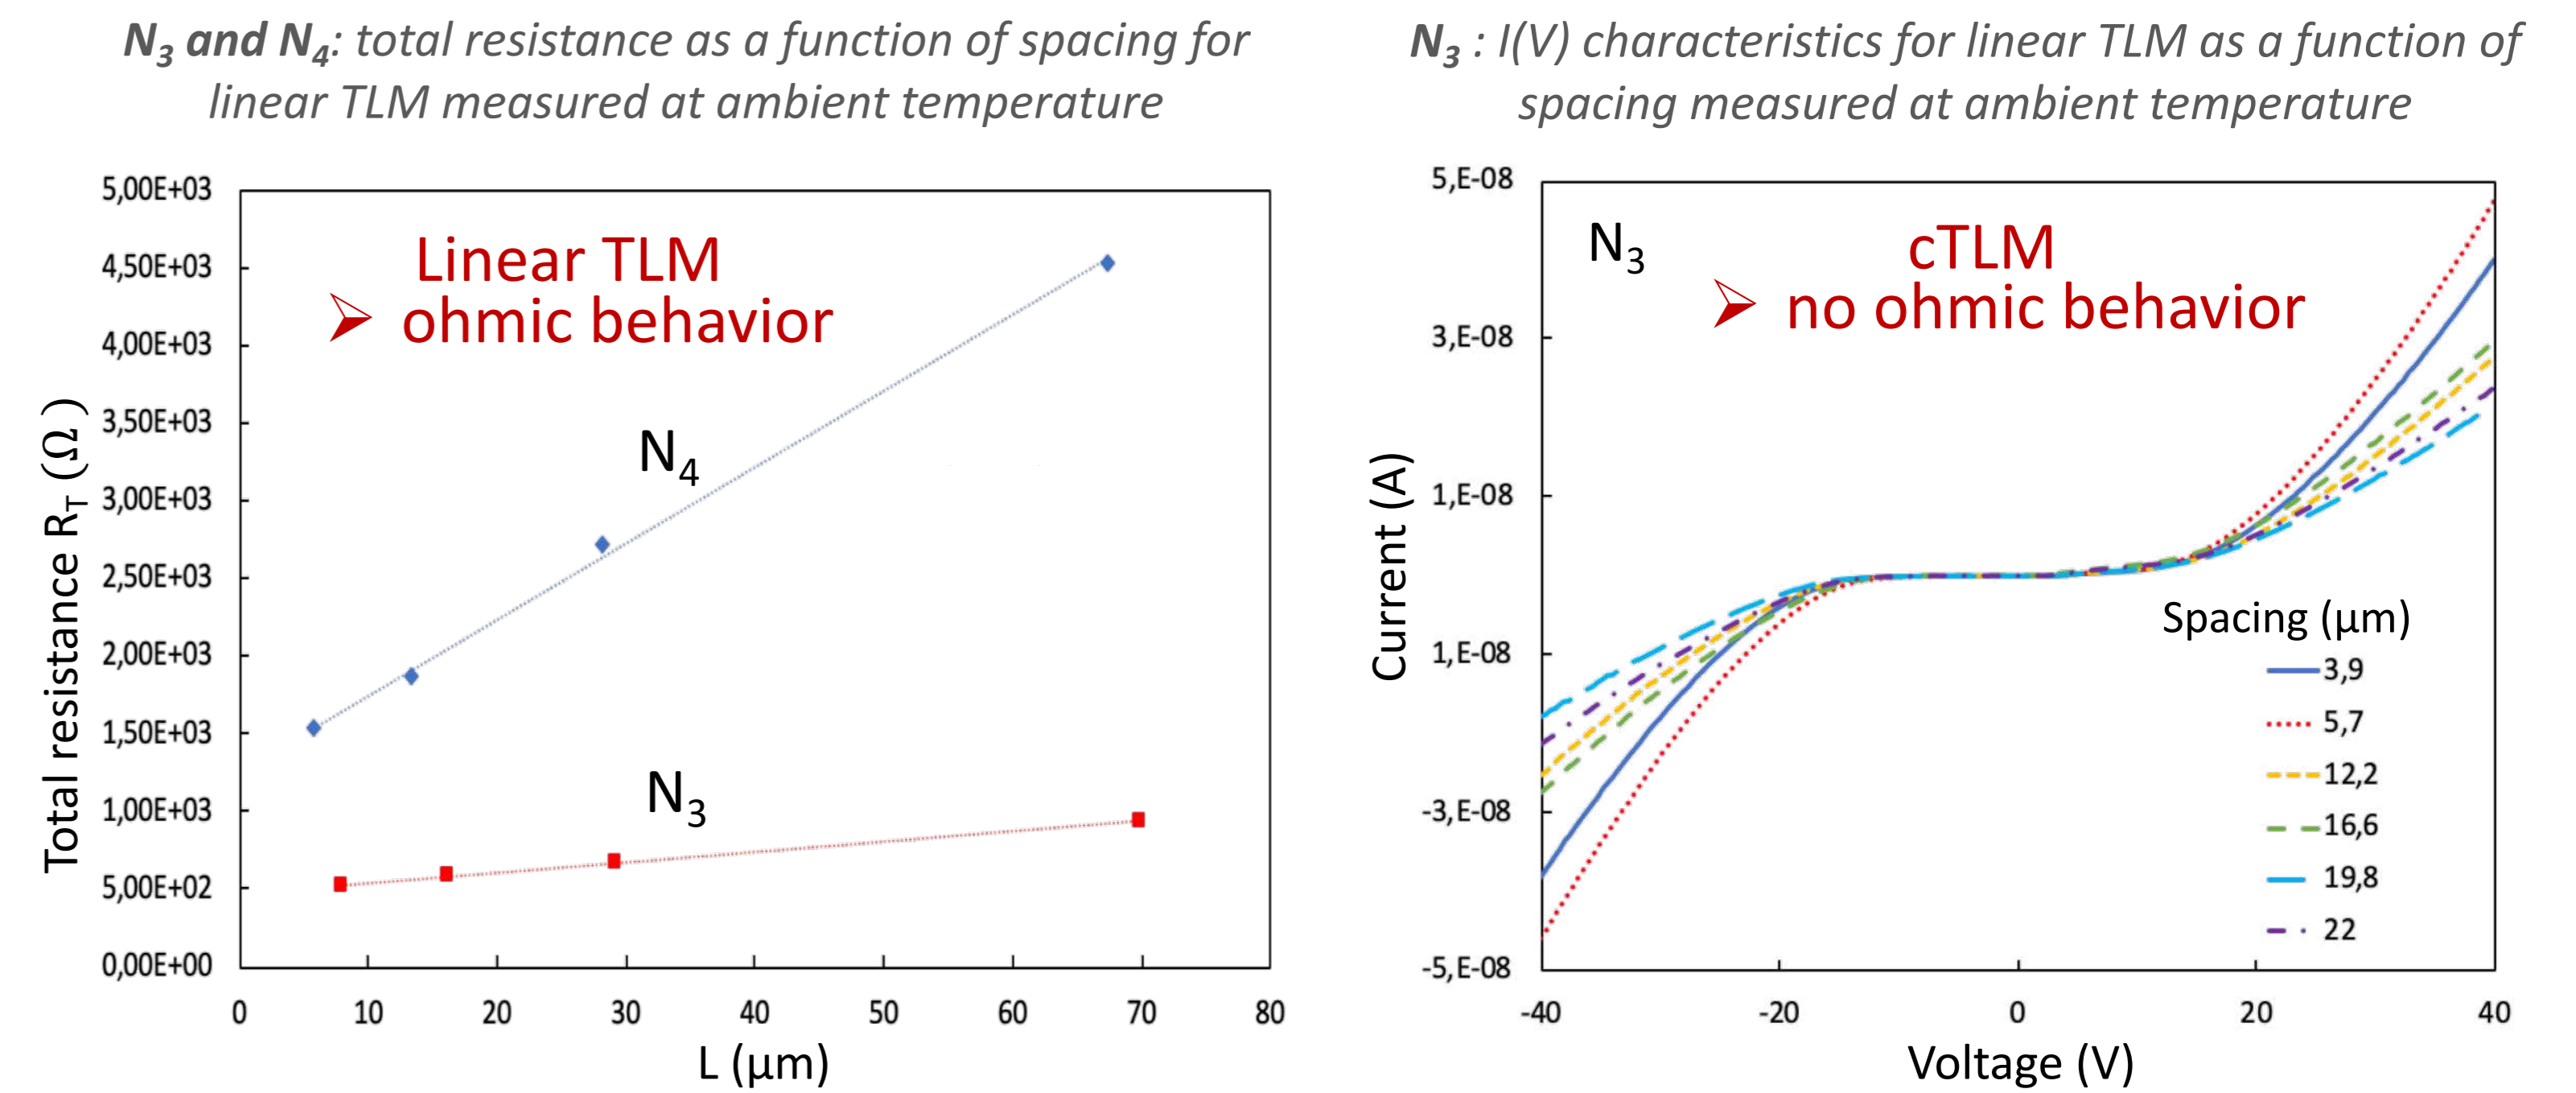 N3 and N4: total resistance as a function of spacing for
linear TLM measured at ambient temperature
5,00E+03
4,50E+03
4,00E+03
3,50E+03
3,00E+03
2,50E+03
2,00E+03
1,50E+03
1,00E+03
5,00E+02
0,00E+00
Total resistance RT (Ω )
Linear TLM
➢ ohmic behavior
N4
N3
0 10 20 30 40 50 60 70 80
L (µm)
N3 : I(V) characteristics for linear TLM as a function of
spacing measured at ambient temperature
5,E-08
3,E-08
1,E-08
1,E-08
-3,E-08
-5,E-08
Current (A)
N3
cTLM
➢ no ohmic behavior
Spacing (µm)
3,9
5,7
12,2
16,6
19,8
22
-40 -20 0 20 40
Voltage (V)